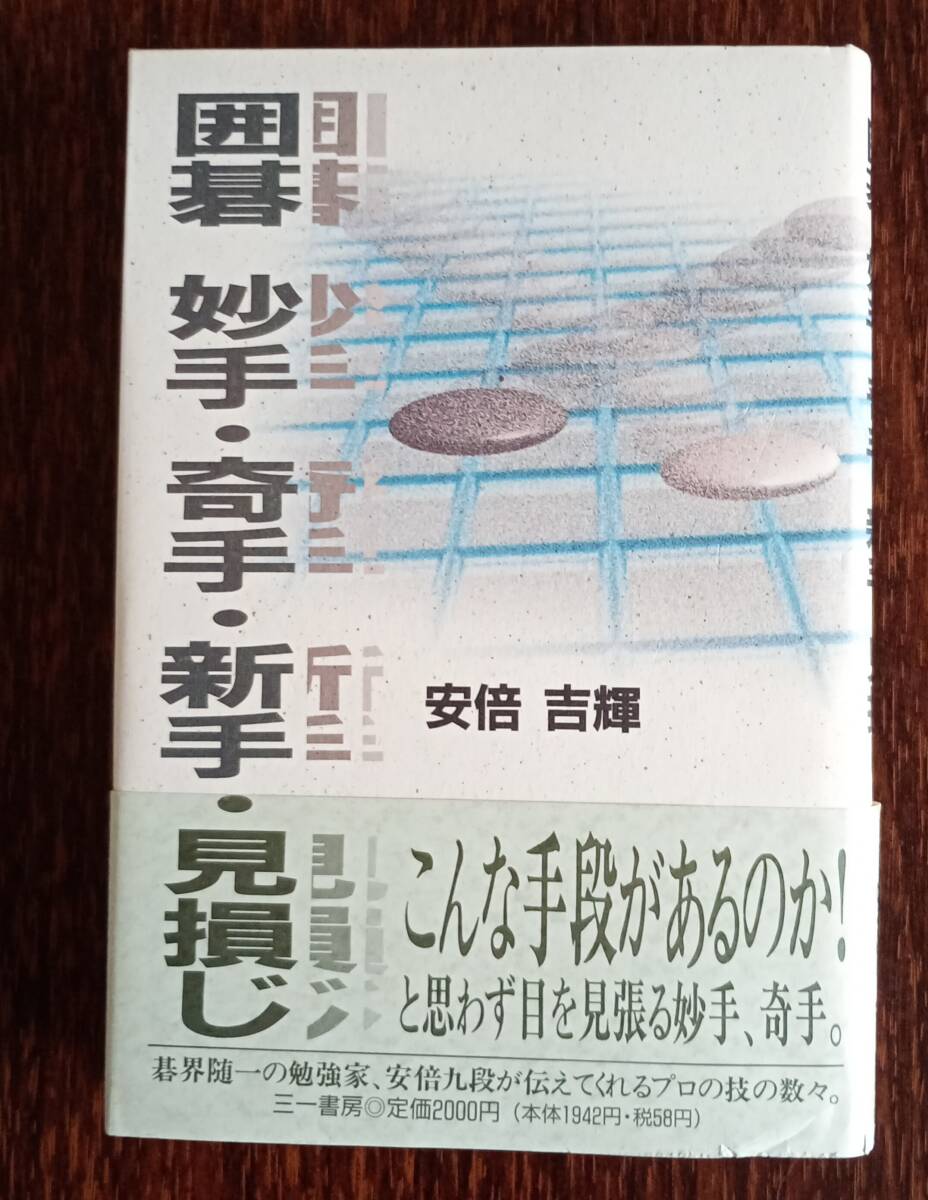 囲碁 妙手・奇手・新手・見損じ
安倍 吉輝
こんな手段があるのか!
と思わず目を見張る妙手、奇手。
碁界随一の勉強家、安倍九段が伝えてくれるプロの技の数々。
三一書房◎定価2000円（本体1942円・税58円）